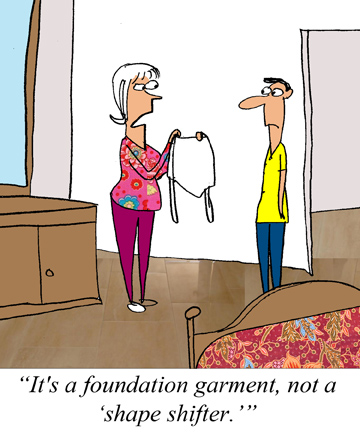 “It's a foundation garment, not a
‘shape shifter.’”